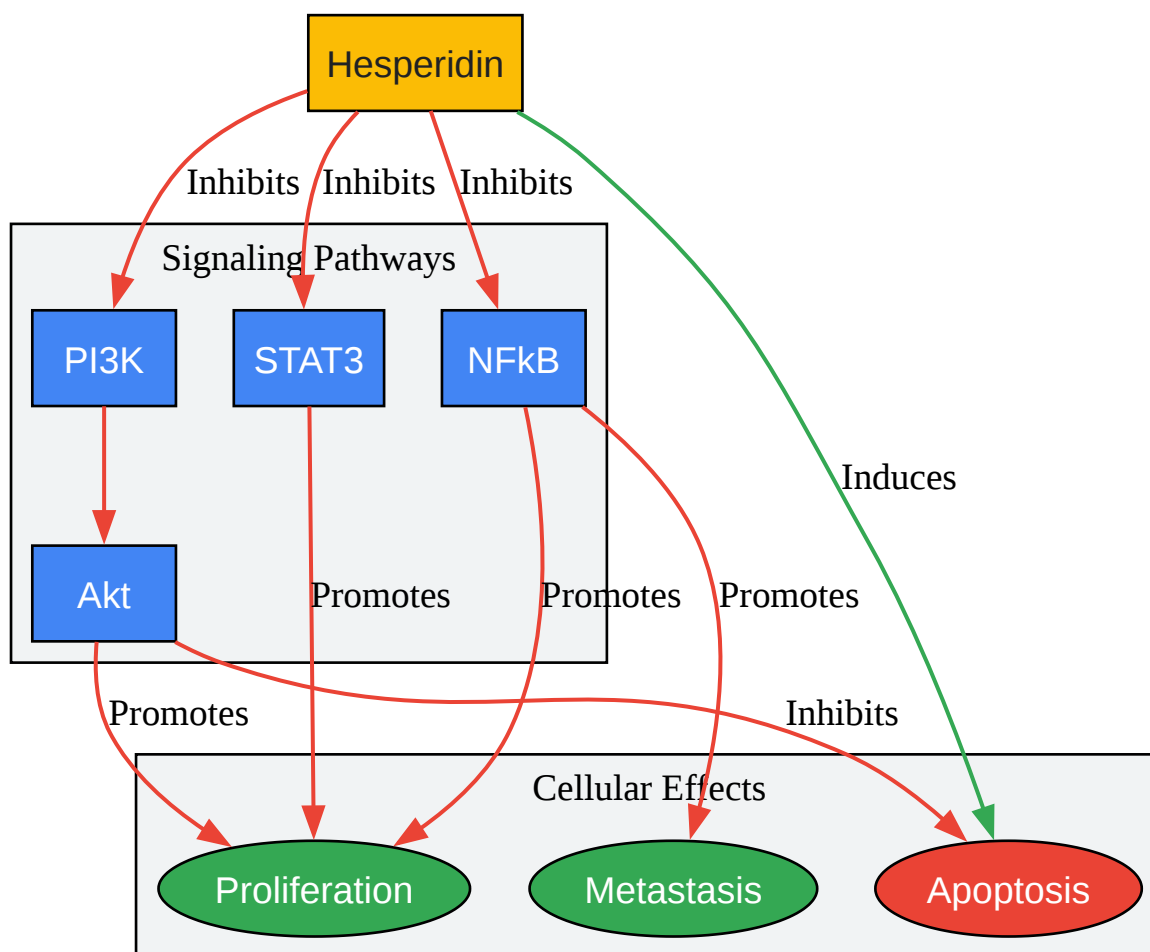 Hesperidin
Inhibits
Inhibits
Inhibits
Signaling Pathways
PI3K
STAT3
NFkB
Induces
Akt
Promotes
Promotes
Promotes
Promotes
Inhibits
Cellular Effects
Proliferation
Metastasis
Apoptosis